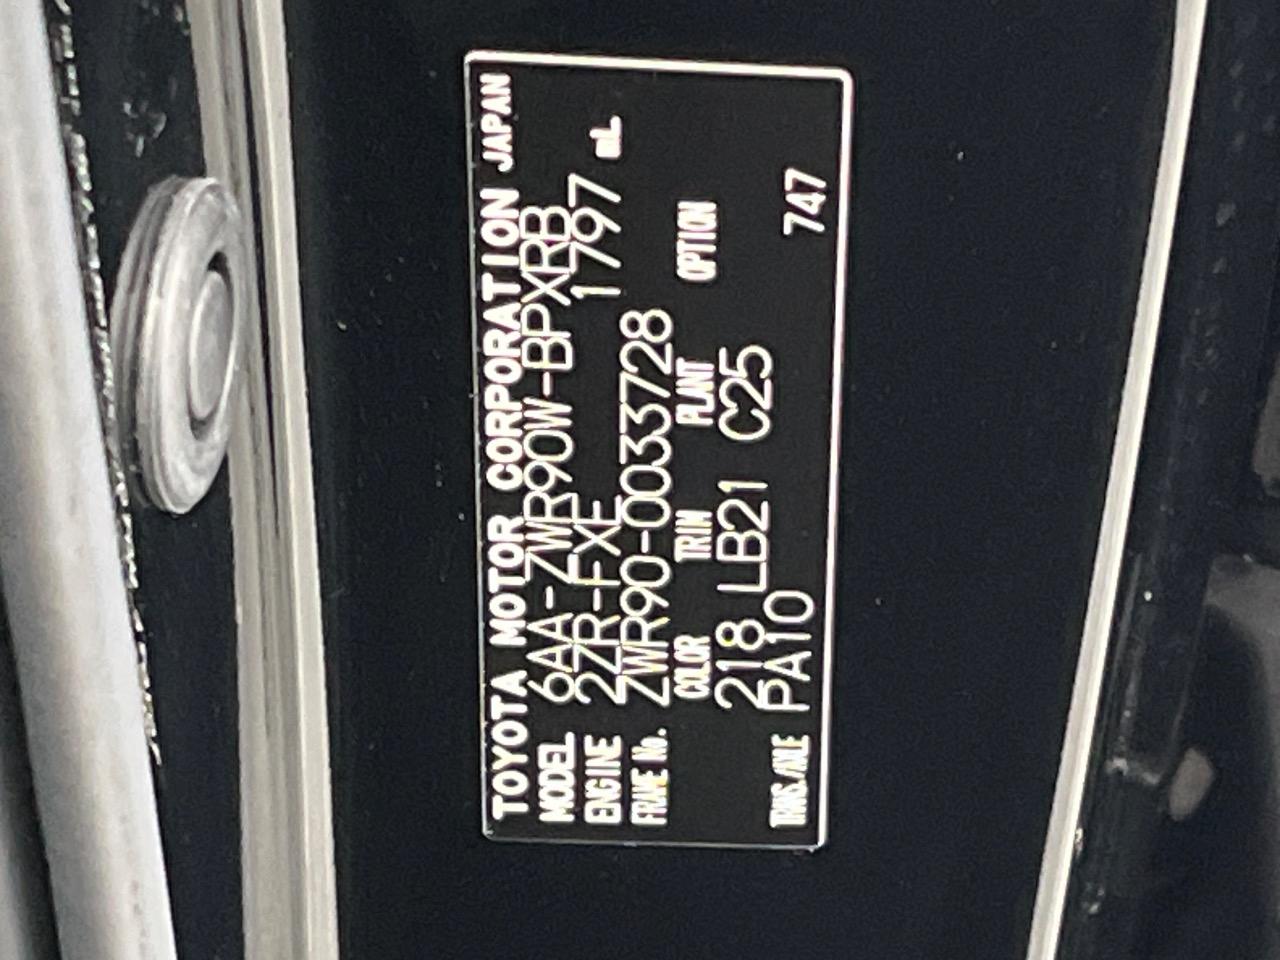 TOYOTA MOTOR CORPORATION JAPAN
MODEL 6AA-ZWR90W-BPXRB
ENGINE 2ZR-FXE 1797 mL
FRAME No. ZWR90-0033728
COLOR TRIM PLANT OPTION
218 LB21 C25
TRANS./AXLE PA10 747